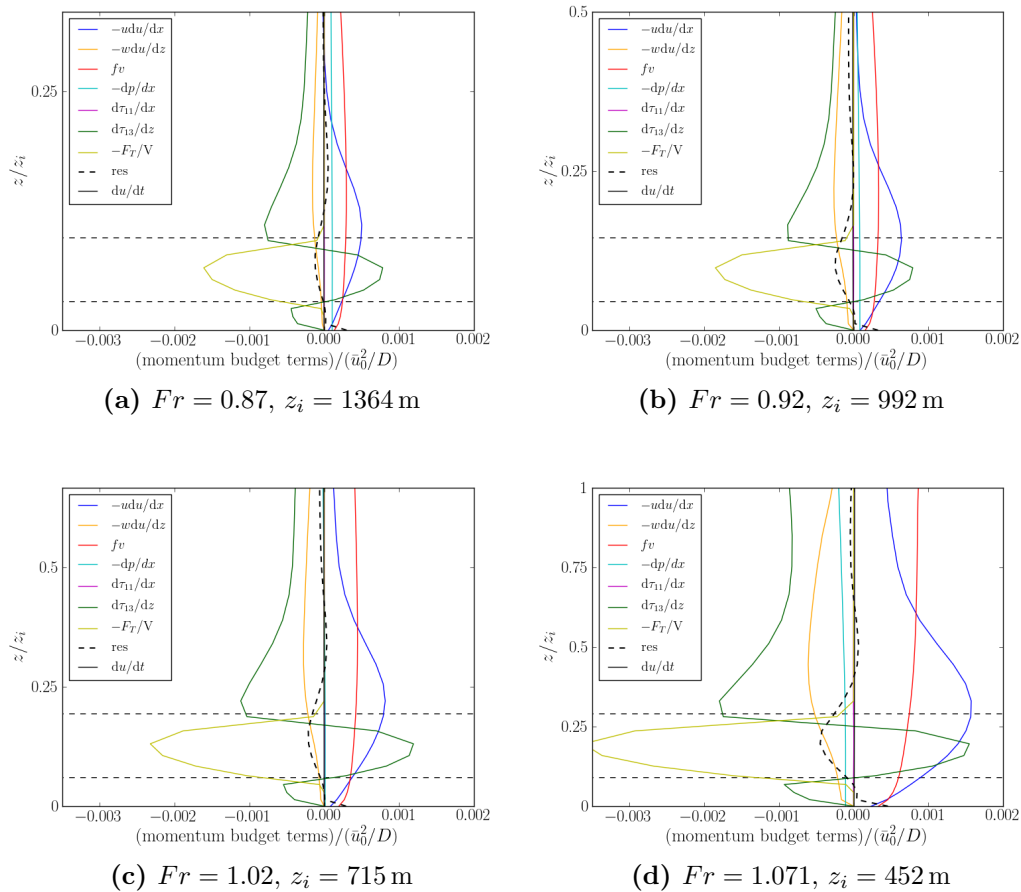 −udu/dx
−wdu/dz
fv
−dp/dx
dτ₁₁/dx
dτ₁₃/dz
−F_T/V
res
du/dt
z/z_i
0.25
0
−0.003 −0.002 −0.001 0.000 0.001 0.002
(momentum budget terms)/(ū₀²/D)
(a) Fr = 0.87, z_i = 1364 m
−udu/dx
−wdu/dz
fv
−dp/dx
dτ₁₁/dx
dτ₁₃/dz
−F_T/V
res
du/dt
z/z_i
0.5
0.25
0
−0.003 −0.002 −0.001 0.000 0.001 0.002
(momentum budget terms)/(ū₀²/D)
(b) Fr = 0.92, z_i = 992 m
−udu/dx
−wdu/dz
fv
−dp/dx
dτ₁₁/dx
dτ₁₃/dz
−F_T/V
res
du/dt
z/z_i
0.5
0.25
0
−0.003 −0.002 −0.001 0.000 0.001 0.002
(momentum budget terms)/(ū₀²/D)
(c) Fr = 1.02, z_i = 715 m
−udu/dx
−wdu/dz
fv
−dp/dx
dτ₁₁/dx
dτ₁₃/dz
−F_T/V
res
du/dt
z/z_i
1
0.75
0.5
0.25
0
−0.003 −0.002 −0.001 0.000 0.001 0.002
(momentum budget terms)/(ū₀²/D)
(d) Fr = 1.071, z_i = 452 m